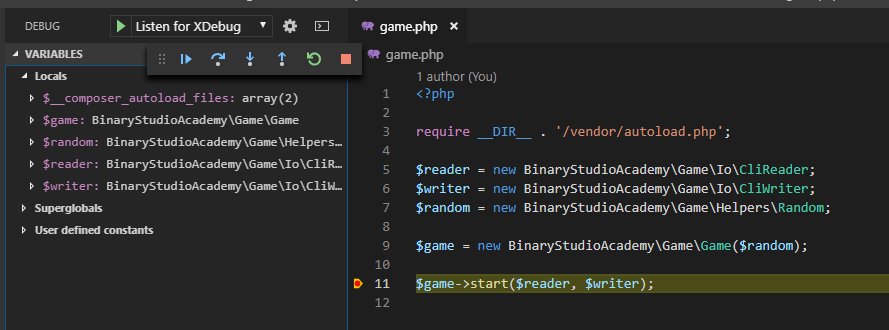 DEBUG
Listen for XDebug
VARIABLES
Locals
$__composer_autoload_files: array(2)
$game: BinaryStudioAcademy\Game\Game
$random: BinaryStudioAcademy\Game\Helpers…
$reader: BinaryStudioAcademy\Game\Io\CliR…
$writer: BinaryStudioAcademy\Game\Io\CliW…
Superglobals
User defined constants
game.php
game.php
1 author (You)
1 <?php
2
3 require __DIR__ . '/vendor/autoload.php';
4
5 $reader = new BinaryStudioAcademy\Game\Io\CliReader;
6 $writer = new BinaryStudioAcademy\Game\Io\CliWriter;
7 $random = new BinaryStudioAcademy\Game\Helpers\Random;
8
9 $game = new BinaryStudioAcademy\Game\Game($random);
10
11 $game->start($reader, $writer);
12